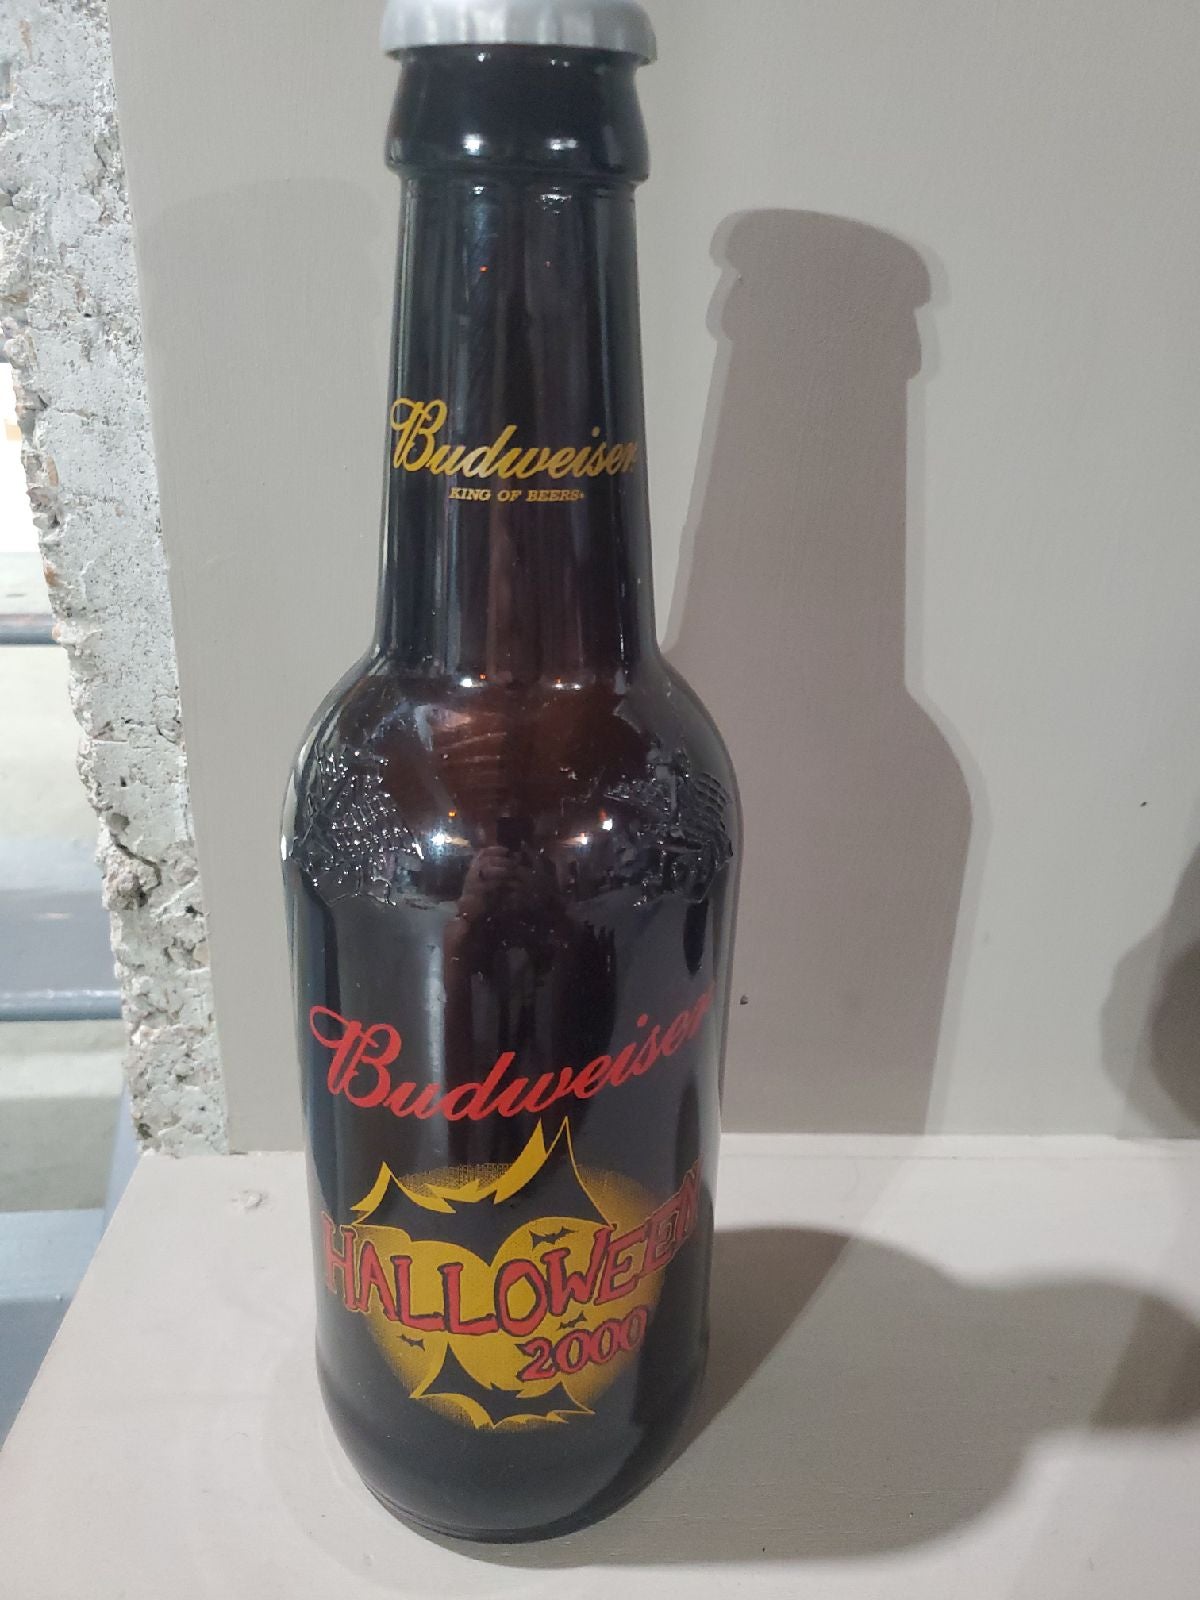 Budweiser
KING OF BEERS®
Budweiser
HALLOWEEN
2000